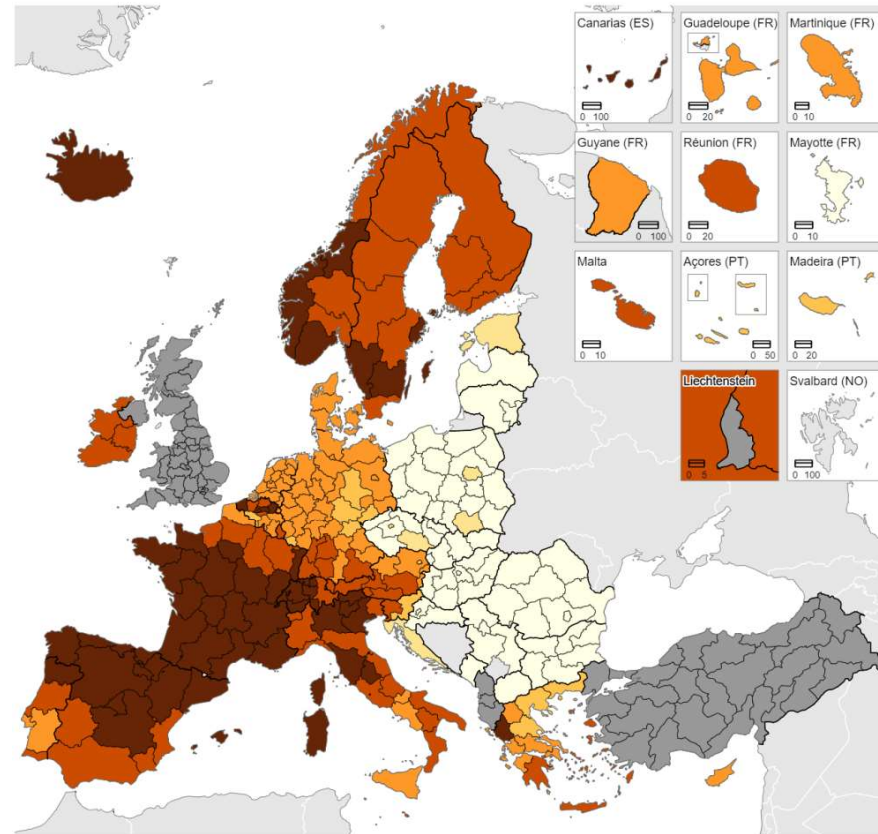 Canarias (ES)
0 100
Guadeloupe (FR)
0 20
Martinique (FR)
0 10
Guyane (FR)
0 100
Réunion (FR)
0 20
Mayotte (FR)
0 10
Malta
0 10
Açores (PT)
0 50
Madeira (PT)
0 20
Liechtenstein
0 5
Svalbard (NO)
0 100